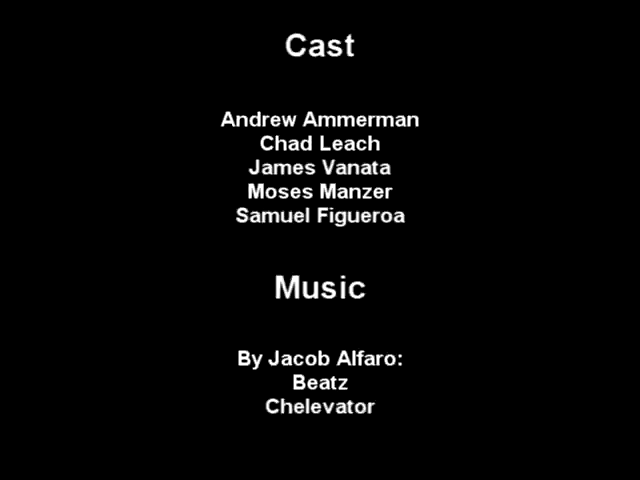 Cast
Andrew Ammerman
Chad Leach
James Vanata
Moses Manzer
Samuel Figueroa
Music
By Jacob Alfaro:
Beatz
Chelevator